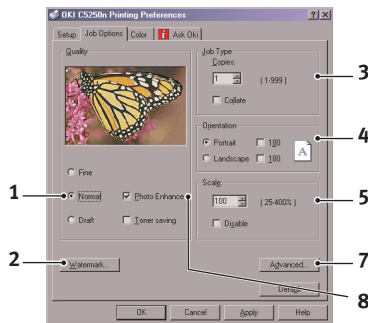 OKI C5250n Printing Preferences
Setup Job Options Color Ask Oki
Quality
Fine
Normal
Draft
Photo Enhance
Toner saving
Watermark...
Job Type
Copies:
1 (1-999)
Collate
Orientation
Portrait 180
Landscape 180
A
Scale:
100 (25-400%)
Disable
Advanced...
Default
OK Cancel Apply Help
1
2
3
4
5
7
8